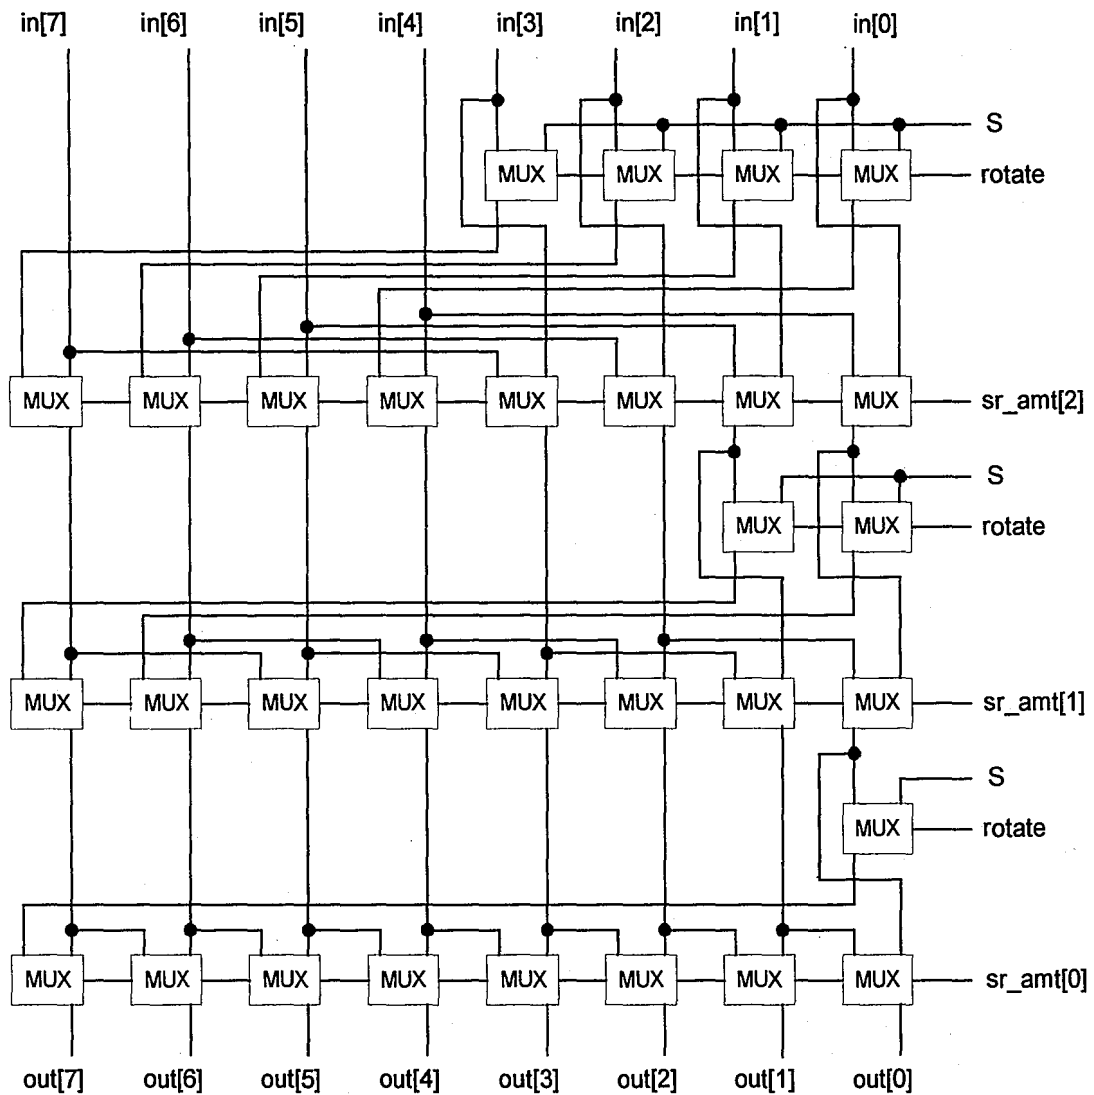 in[7] in[6] in[5] in[4] in[3] in[2] in[1] in[0]
S
MUX MUX MUX MUX rotate
MUX MUX MUX MUX MUX MUX MUX MUX sr_amt[2]
S
MUX MUX rotate
MUX MUX MUX MUX MUX MUX MUX MUX sr_amt[1]
S
MUX rotate
MUX MUX MUX MUX MUX MUX MUX MUX sr_amt[0]
out[7] out[6] out[5] out[4] out[3] out[2] out[1] out[0]